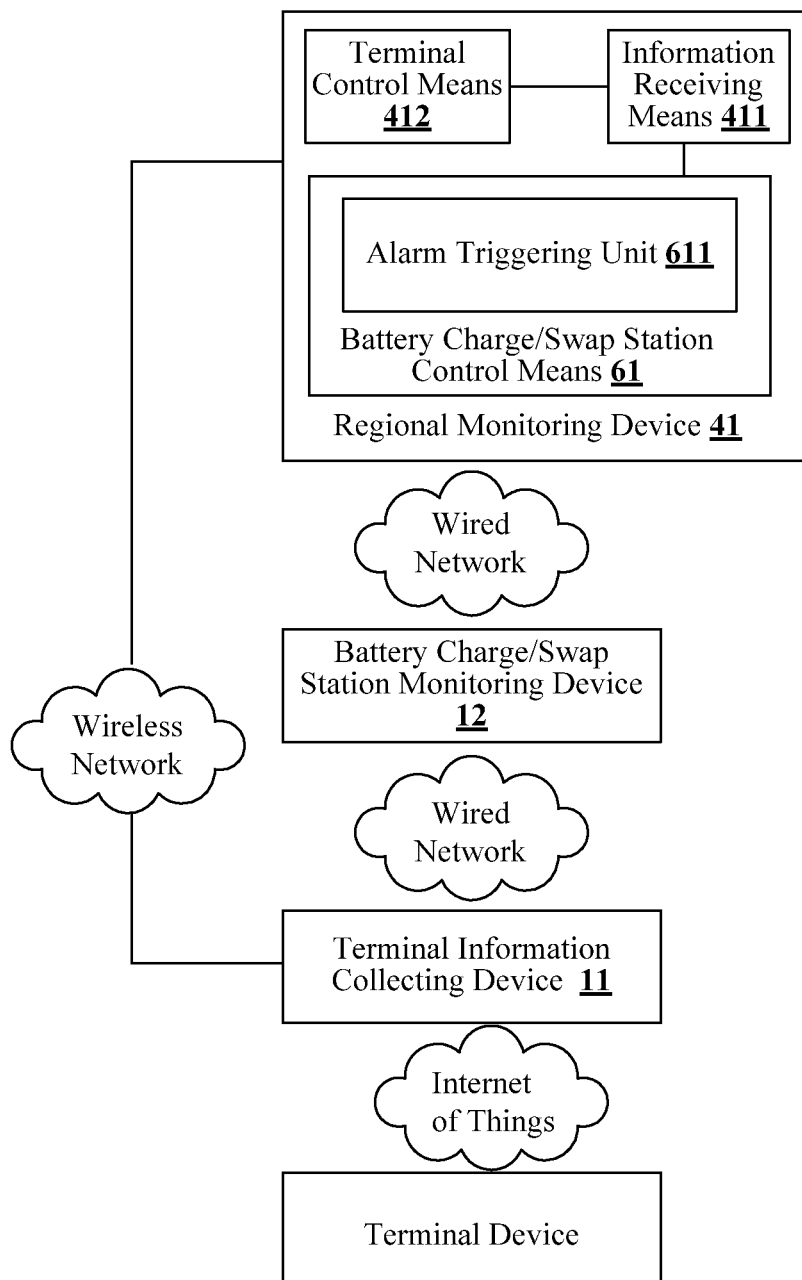 Terminal
Control Means
412
Information
Receiving
Means 411
Alarm Triggering Unit 611
Battery Charge/Swap Station
Control Means 61
Regional Monitoring Device 41
Wired
Network
Battery Charge/Swap
Station Monitoring Device
12
Wireless
Network
Wired
Network
Terminal Information
Collecting Device 11
Internet
of Things
Terminal Device